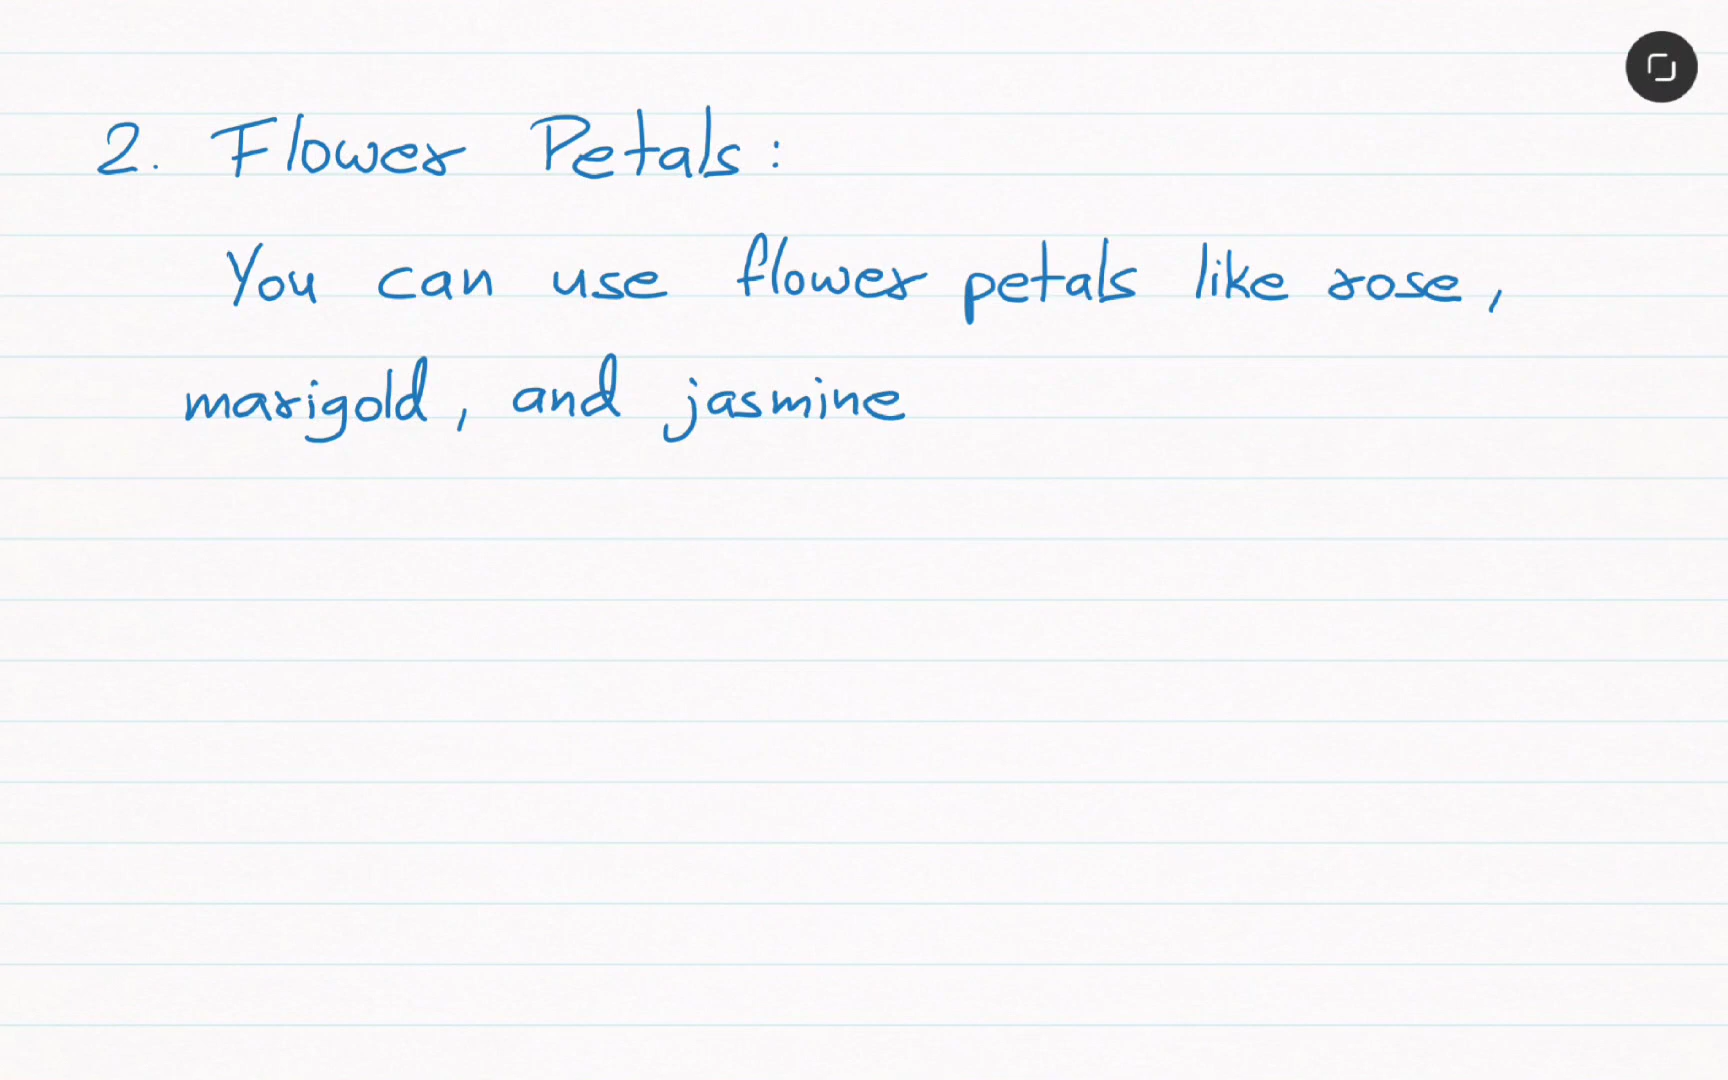 2. Flower Petals:
You can use flower petals like rose,
marigold, and jasmine